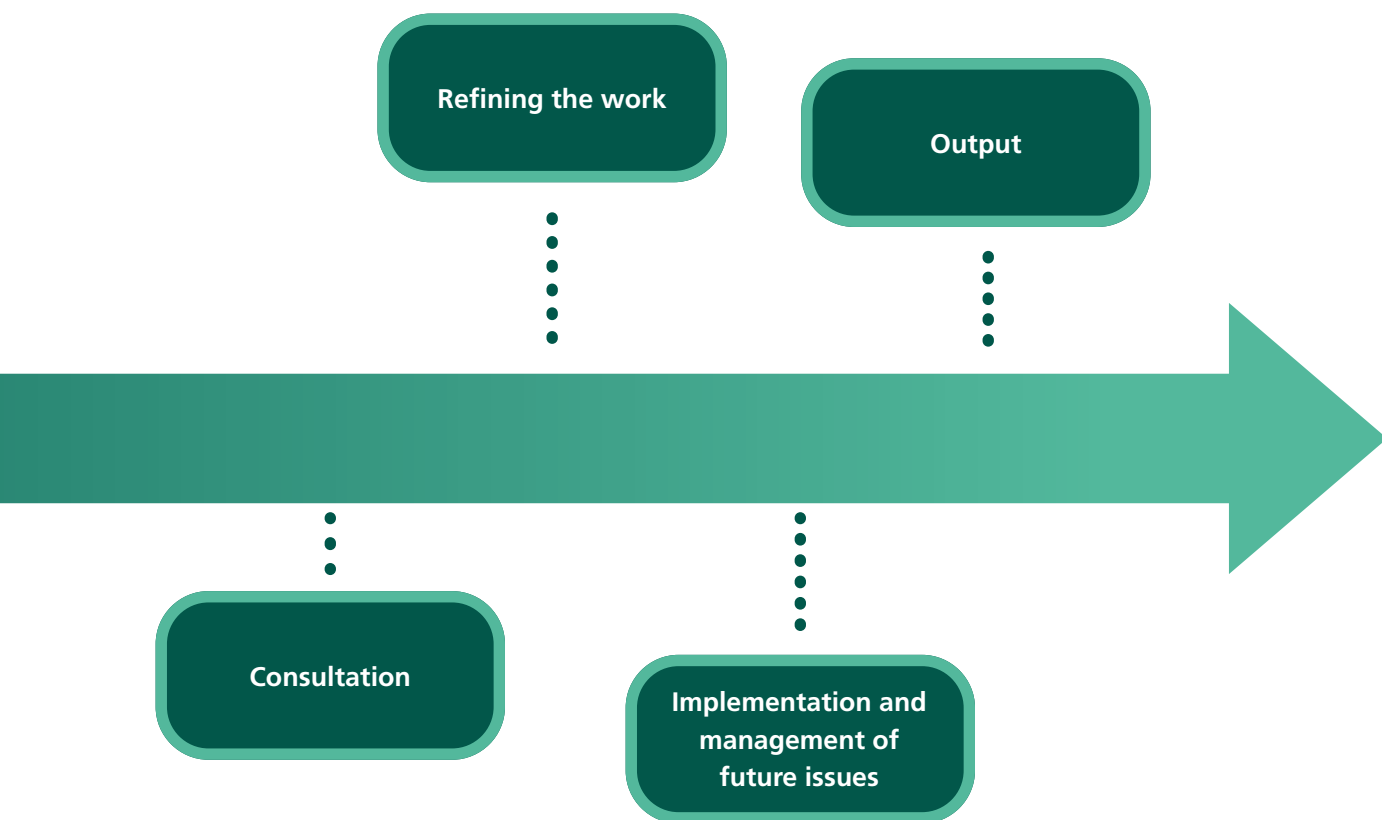 Refining the work
Output
Consultation
Implementation and
management of
future issues